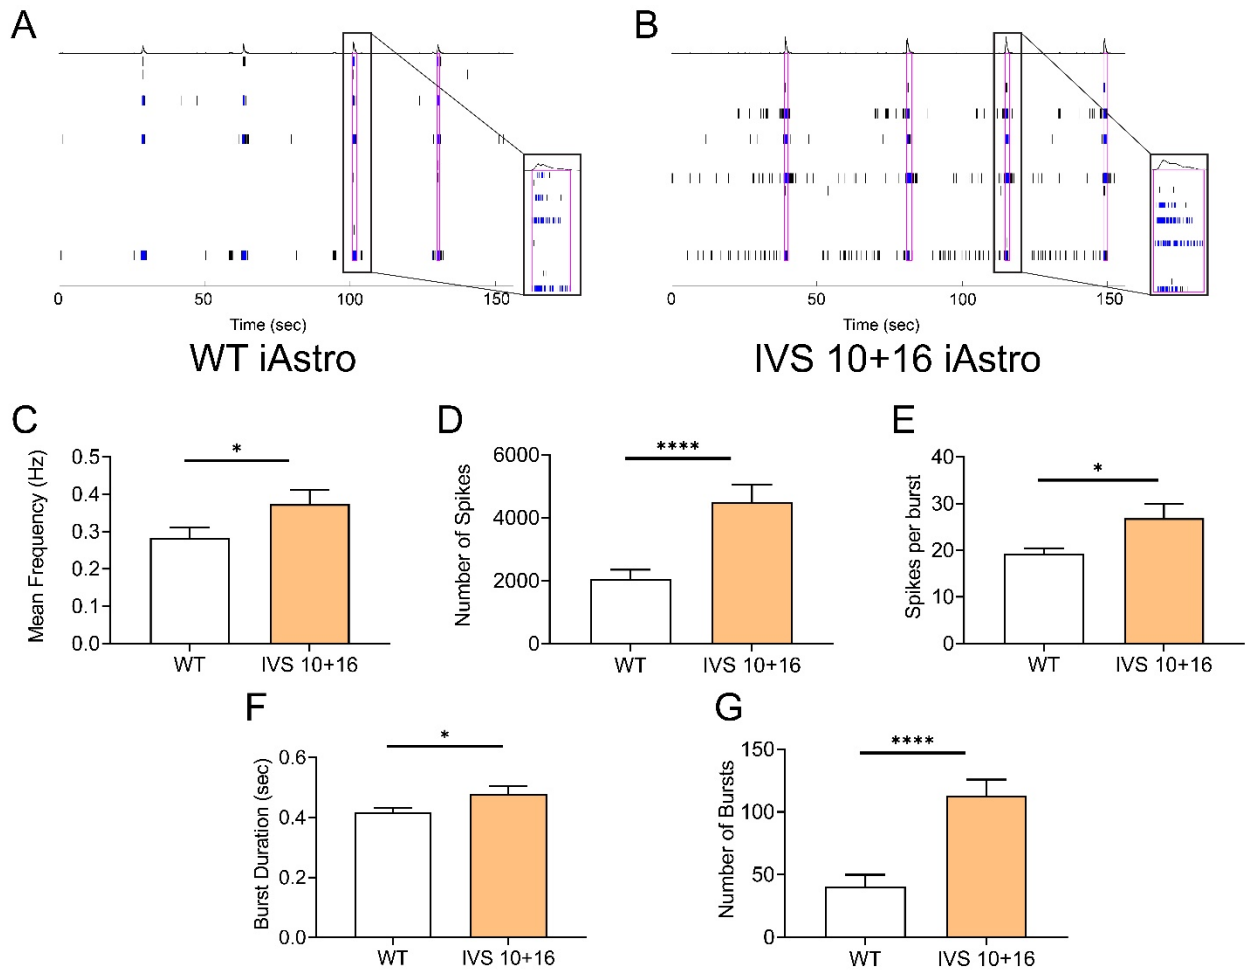 A
B
0 50 100 150
Time (sec)
WT iAstro
0 50 100 150
Time (sec)
IVS 10+16 iAstro
C
Mean Frequency (Hz)
0.5
0.4
0.3
0.2
0.1
0.0
*
WT IVS 10+16
D
Number of Spikes
6000
4000
2000
0
****
WT IVS 10+16
E
Spikes per burst
40
30
20
10
0
*
WT IVS 10+16
F
Burst Duration (sec)
0.6
0.4
0.2
0.0
*
WT IVS 10+16
G
Number of Bursts
150
100
50
0
****
WT IVS 10+16